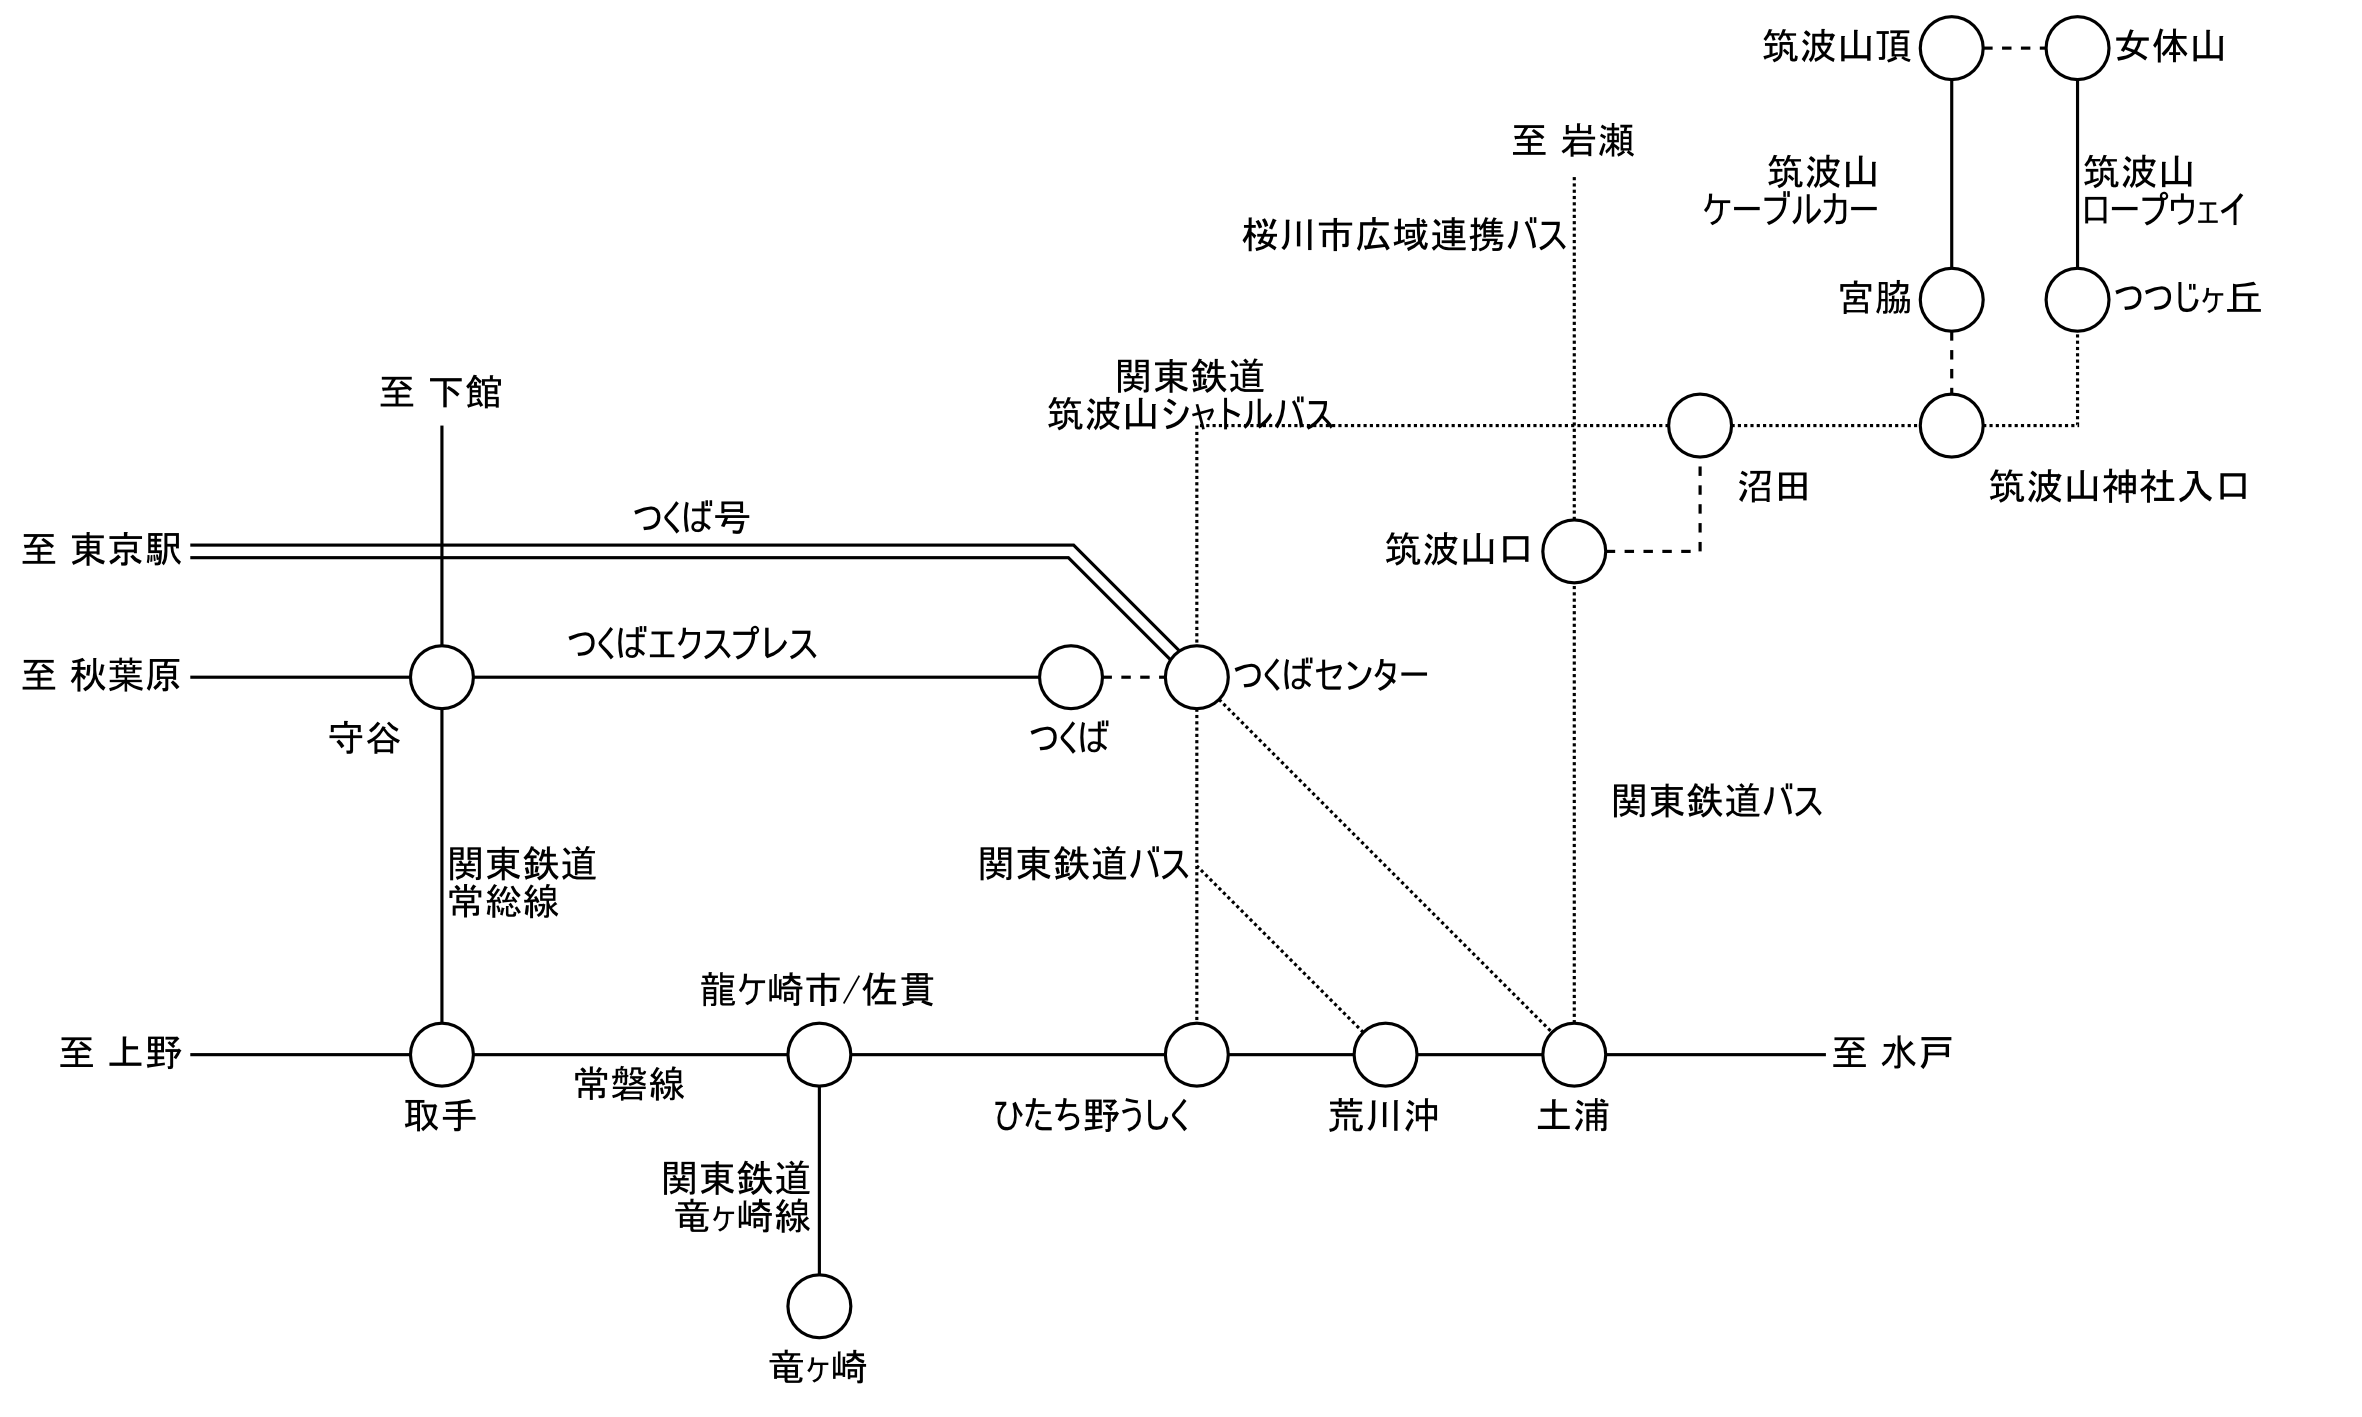 筑波山頂
女体山
至 岩瀬
筑波山
ケーブルカー
筑波山
ロープウェイ
桜川市広域連携バス
宮脇
つつじヶ丘
関東鉄道
筑波山シャトルバス
至 下館
沼田
筑波山神社入口
つくば号
至 東京駅
筑波山口
つくばエクスプレス
至 秋葉原
つくばセンター
守谷
つくば
関東鉄道バス
関東鉄道
常総線
関東鉄道バス
龍ケ崎市/佐貫
至 上野
至 水戸
常磐線
取手
ひたち野うしく
荒川沖
土浦
関東鉄道
竜ヶ崎線
竜ヶ崎